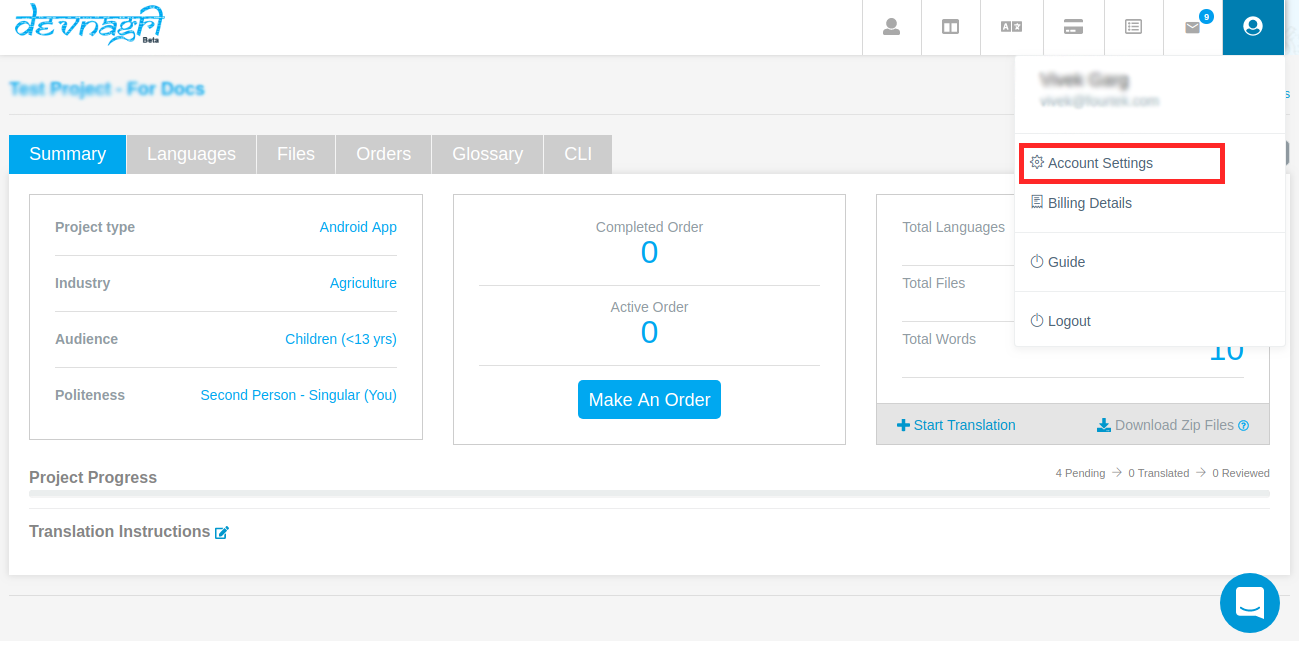 devnagri
Beta
9
Test Project - For Docs
Vivek Garg
s
Summary
Languages
Files
Orders
Glossary
CLI
Account Settings
Billing Details
Guide
Logout
Project type
Android App
Industry
Agriculture
Audience
Children (<13 yrs)
Politeness
Second Person - Singular (You)
Completed Order
0
Active Order
0
Make An Order
Total Languages
Total Files
Total Words
10
Start Translation
Download Zip Files
Project Progress
4 Pending → 0 Translated → 0 Reviewed
Translation Instructions